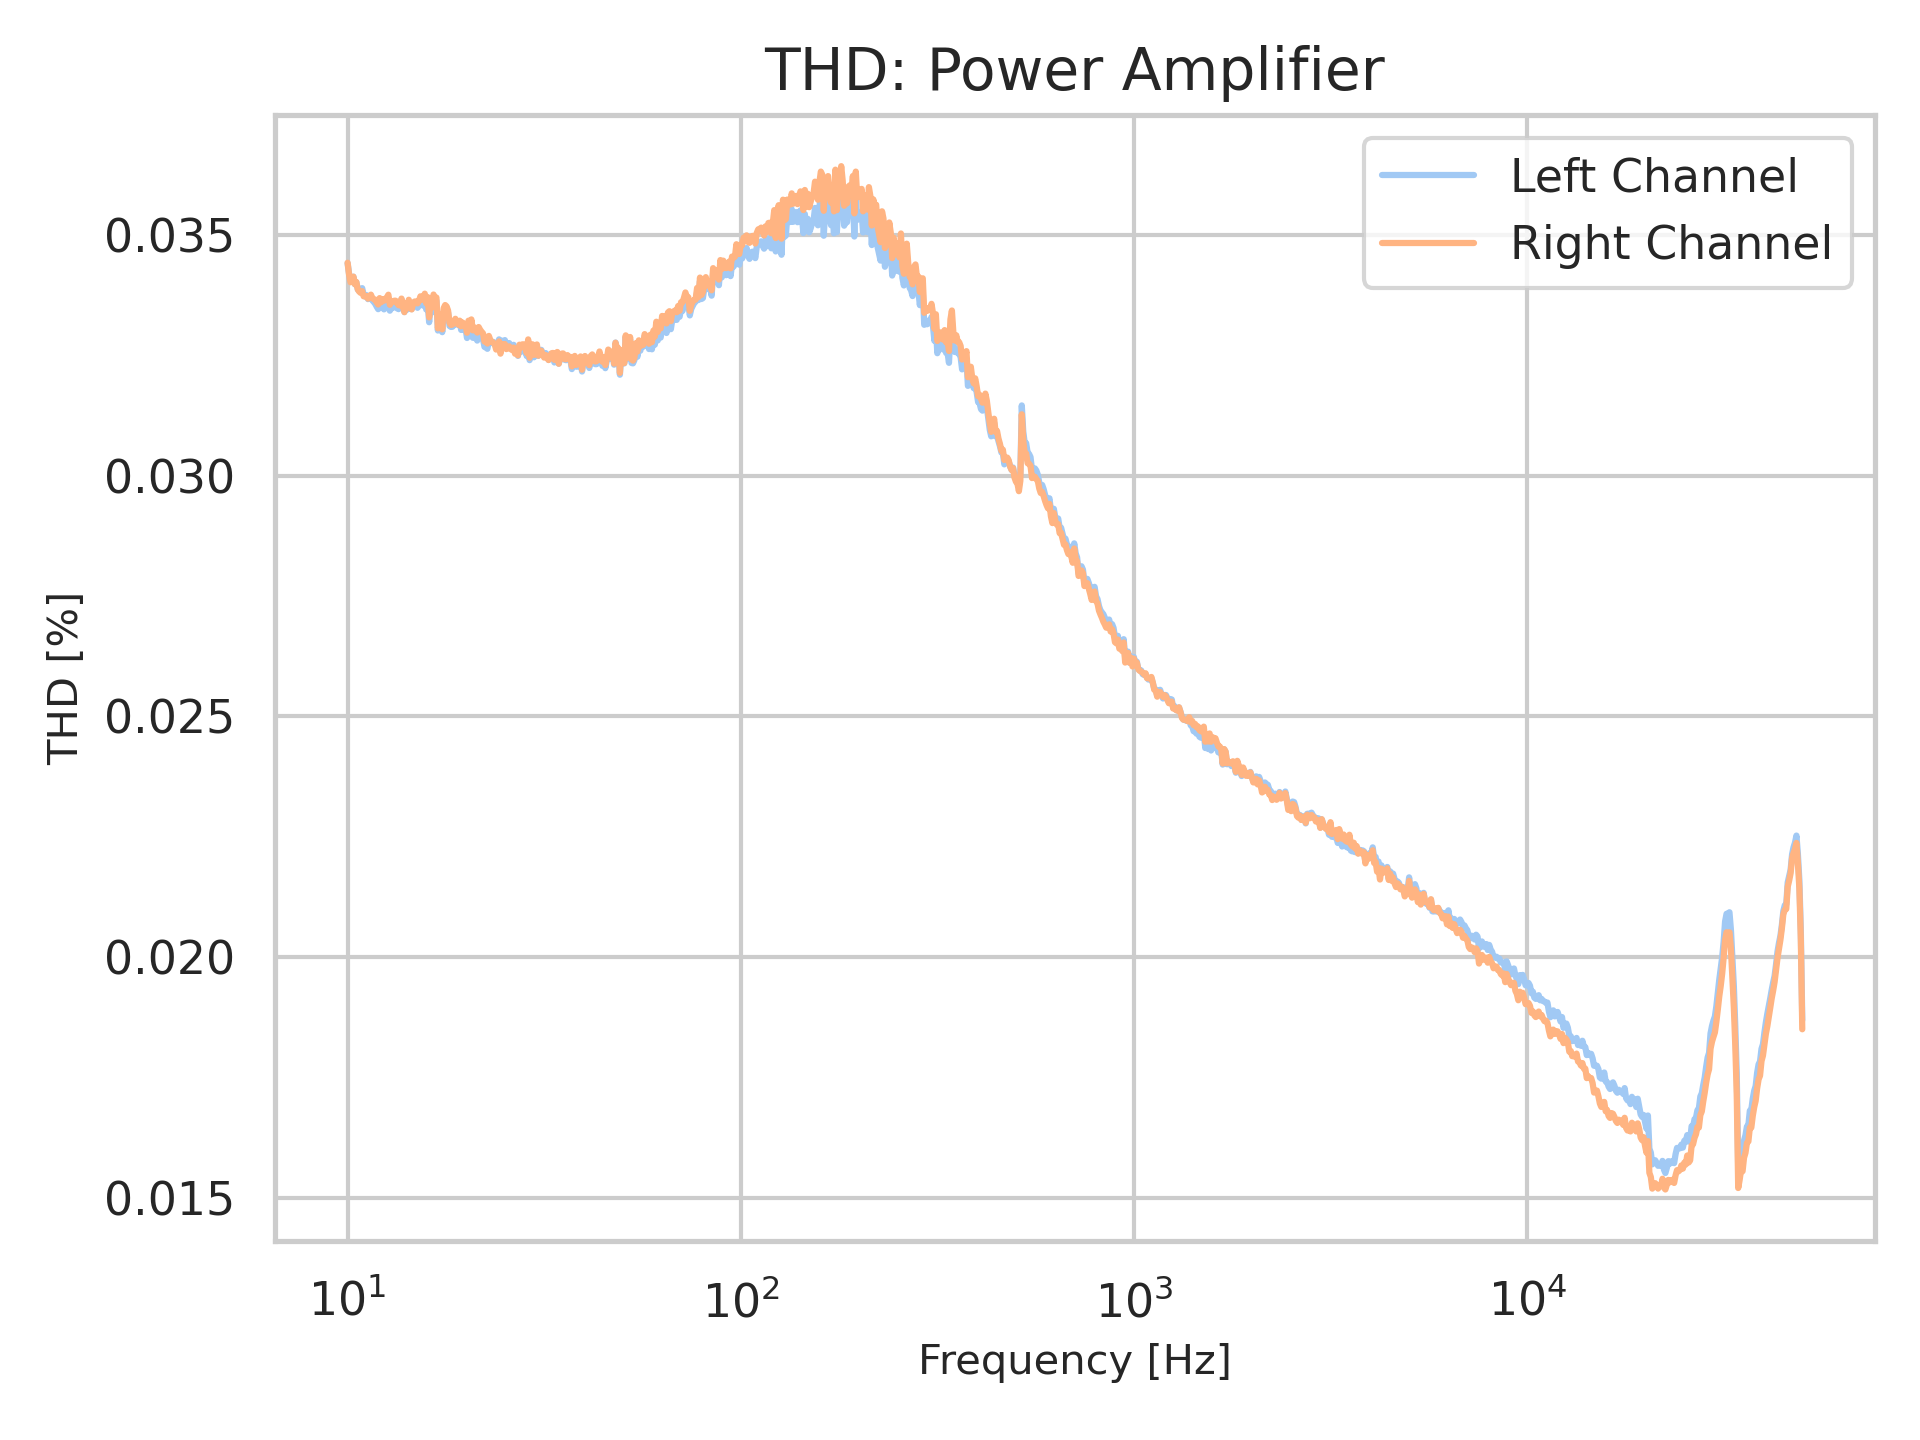 THD: Power Amplifier
Left Channel
Right Channel
0.035
0.030
0.025
0.020
0.015
THD [%]
10¹
10²
10³
10⁴
Frequency [Hz]